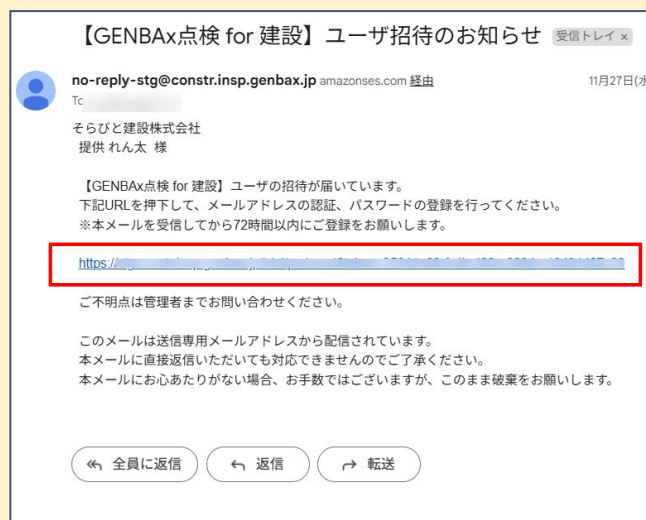 【GENBAx点検 for 建設】ユーザ招待のお知らせ 受信トレイ ×
no-reply-stg@constr.insp.genbax.jp amazonses.com 経由 11月27日(水
To
そらびと建設株式会社
提供 れん太 様
【GENBAx点検 for 建設】ユーザの招待が届いています。
下記URLを押下して、メールアドレスの認証、パスワードの登録を行ってください。
※本メールを受信してから72時間以内にご登録をお願いします。
https:/
ご不明点は管理者までお問い合わせください。
このメールは送信専用メールアドレスから配信されています。
本メールに直接返信いただいても対応できませんのでご了承ください。
本メールにお心あたりがない場合、お手数ではございますが、このまま破棄をお願いします。
全員に返信 返信 転送